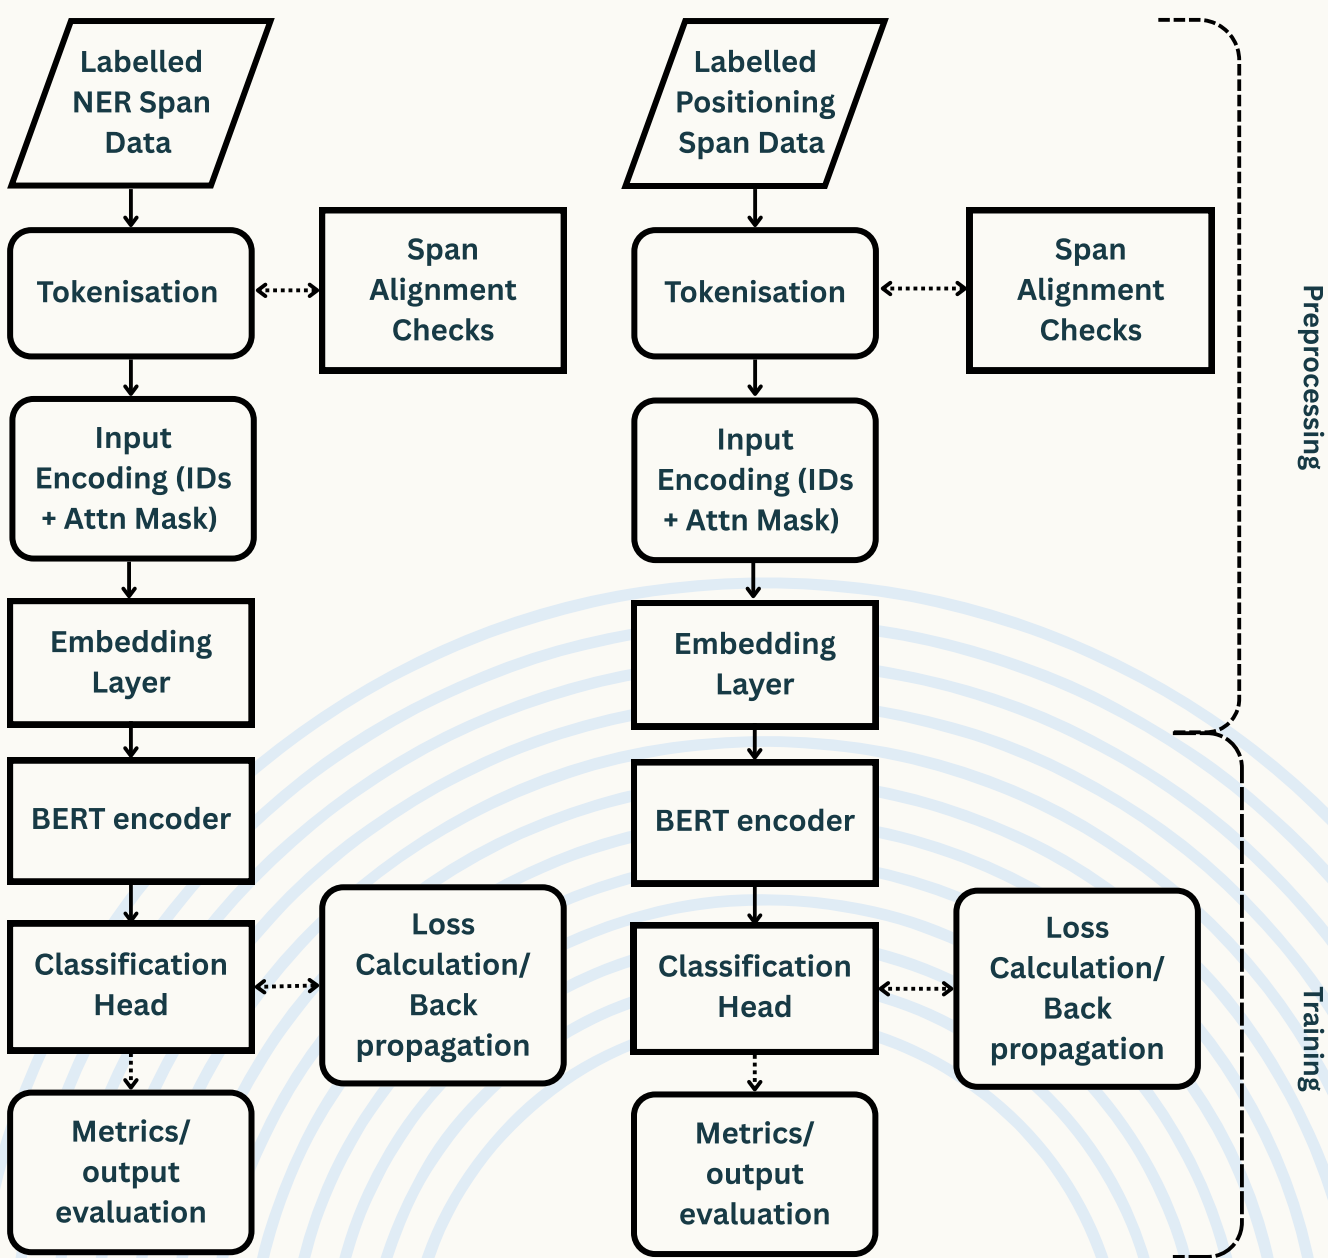 Labelled
NER Span
Data
Tokenisation
Span
Alignment
Checks
Input
Encoding (IDs
+ Attn Mask)
Embedding
Layer
BERT encoder
Classification
Head
Loss
Calculation/
Back
propagation
Metrics/
output
evaluation
Labelled
Positioning
Span Data
Tokenisation
Span
Alignment
Checks
Input
Encoding (IDs
+ Attn Mask)
Embedding
Layer
BERT encoder
Classification
Head
Loss
Calculation/
Back
propagation
Metrics/
output
evaluation
Preprocessing
Training